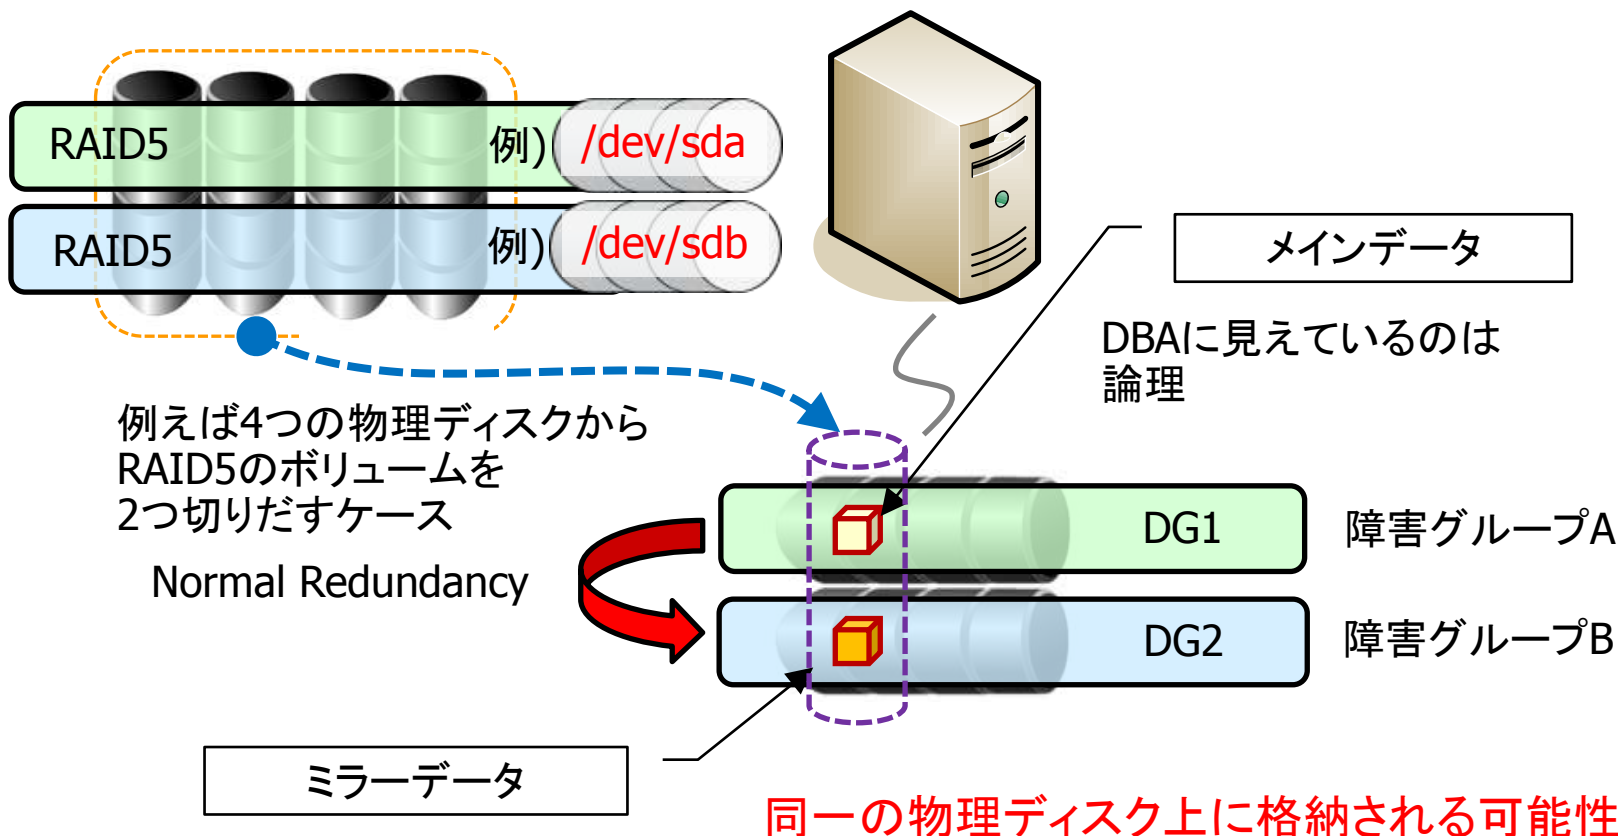 RAID5
例)
/dev/sda
RAID5
例)
/dev/sdb
メインデータ
DBAに見えているのは
論理
例えば4つの物理ディスクから
RAID5のボリュームを
2つ切りだすケース
Normal Redundancy
DG1
障害グループA
DG2
障害グループB
ミラーデータ
同一の物理ディスク上に格納される可能性